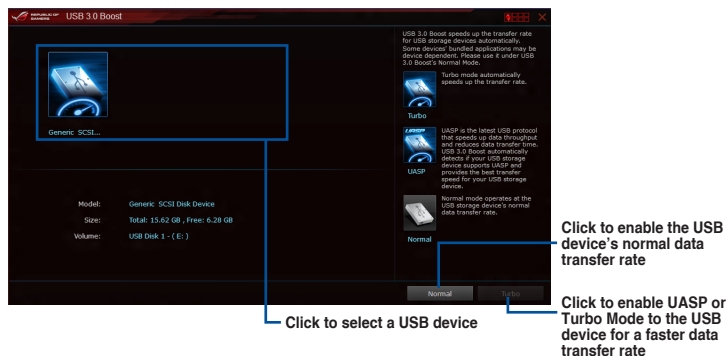 REPUBLIC OF
GAMERS
USB 3.0 Boost
USB 3.0 Boost speeds up the transfer rate
for USB storage devices automatically.
Some devices' bundled applications may be
device dependent. Please use it under USB
3.0 Boost's Normal Mode.
Turbo mode automatically
speeds up the transfer rate.
Turbo
Generic SCSI...
UASP is the latest USB protocol
that speeds up data throughput
and reduces data transfer time.
USB 3.0 Boost automatically
detects if your USB storage
device supports UASP and
provides the best transfer
speed for your USB storage
device.
UASP
Normal mode operates at the
USB storage device's normal
data transfer rate.
Normal
Model: Generic SCSI Disk Device
Size: Total: 15.62 GB , Free: 6.28 GB
Volume: USB Disk 1 - ( E: )
Normal
Turbo
Click to enable the USB
device's normal data
transfer rate
Click to select a USB device
Click to enable UASP or
Turbo Mode to the USB
device for a faster data
transfer rate